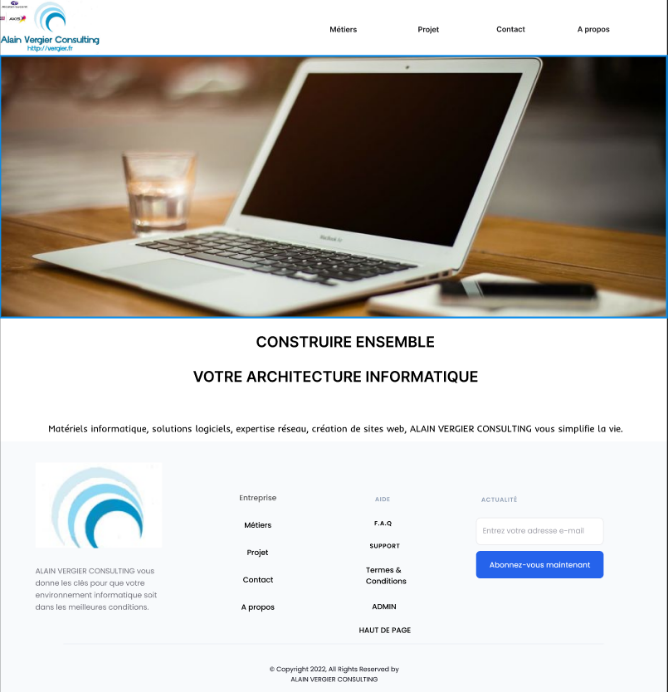 Alain Vergier Consulting
http://vergier.fr
Métiers
Projet
Contact
A propos
MacBook Air
CONSTRUIRE ENSEMBLE
VOTRE ARCHITECTURE INFORMATIQUE
Matériels informatique, solutions logiciels, expertise réseau, création de sites web, ALAIN VERGIER CONSULTING vous simplifie la vie.
ALAIN VERGIER CONSULTING vous
donne les clés pour que votre
environnement informatique soit
dans les meilleures conditions.
Entreprise
Métiers
Projet
Contact
A propos
AIDE
F.A.Q
SUPPORT
Termes &
Conditions
ADMIN
HAUT DE PAGE
ACTUALITÉ
Entrez votre adresse e-mail
Abonnez-vous maintenant
© Copyright 2022, All Rights Reserved by
ALAIN VERGIER CONSULTING